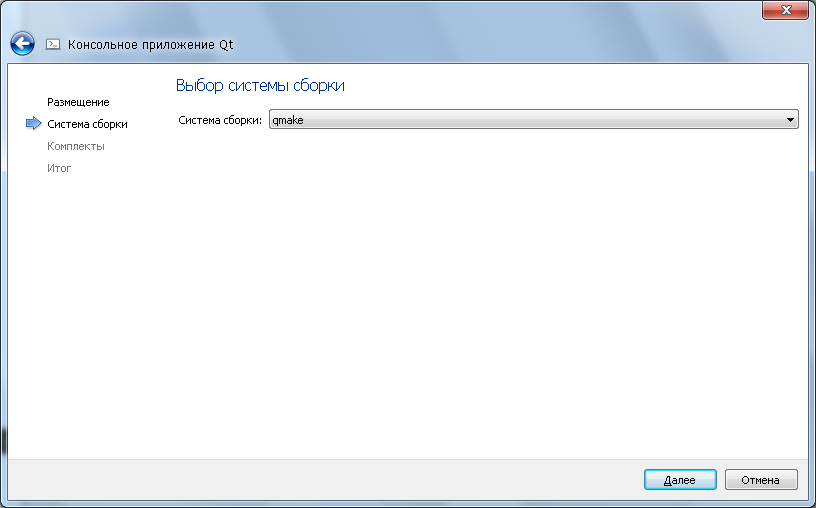 Консольное приложение Qt
Выбор системы сборки
Размещение
Система сборки
Комплекты
Итог
Система сборки: qmake
Далее
Отмена